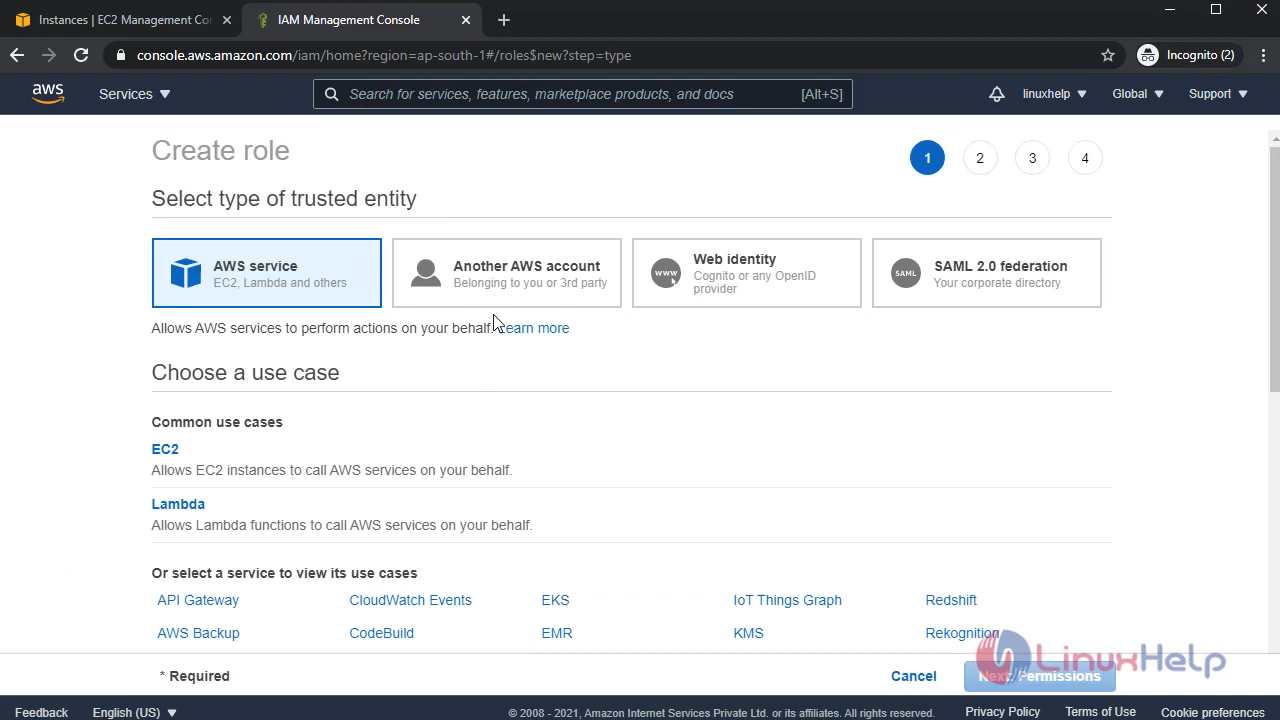 Instances | EC2 Management Con
IAM Management Console
console.aws.amazon.com/iam/home?region=ap-south-1#/roles$new?step=type
Incognito (2)
aws
Services
Search for services, features, marketplace products, and docs
[Alt+S]
linuxhelp
Global
Support
Create role
1
2
3
4
Select type of trusted entity
AWS service
EC2, Lambda and others
Another AWS account
Belonging to you or 3rd party
WWW
Web identity
Cognito or any OpenID
provider
SAML
SAML 2.0 federation
Your corporate directory
Allows AWS services to perform actions on your behalf. Learn more
Choose a use case
Common use cases
EC2
Allows EC2 instances to call AWS services on your behalf.
Lambda
Allows Lambda functions to call AWS services on your behalf.
Or select a service to view its use cases
API Gateway
CloudWatch Events
EKS
IoT Things Graph
Redshift
AWS Backup
CodeBuild
EMR
KMS
Rekognition
LinuxHelp
* Required
Cancel
Next: Permissions
Feedback
English (US)
© 2008 - 2021, Amazon Internet Services Private Ltd. or its affiliates. All rights reserved.
Privacy Policy
Terms of Use
Cookie preferences